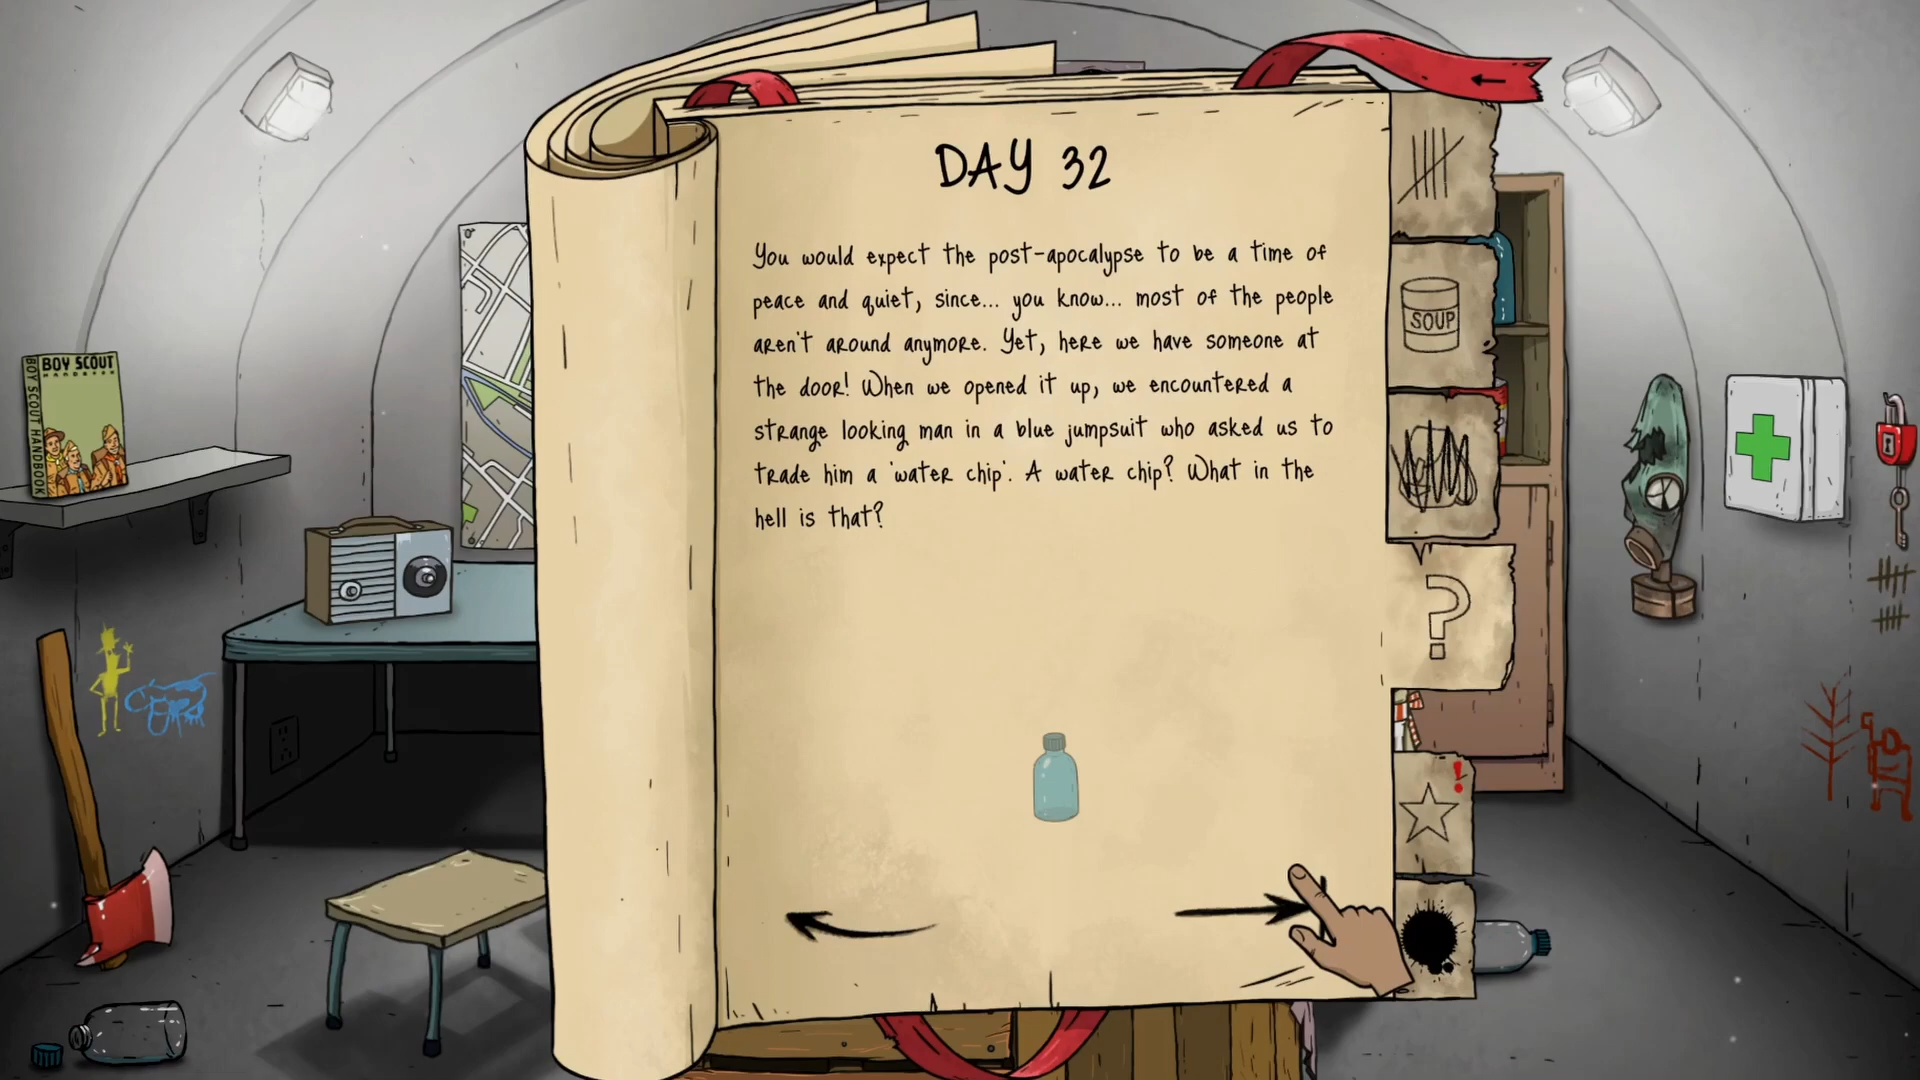 DAY 32
You would expect the post-apocalypse to be a time of
peace and quiet, since... you know... most of the people
aren't around anymore. Yet, here we have someone at
the door! When we opened it up, we encountered a
strange looking man in a blue jumpsuit who asked us to
trade him a 'water chip'. A water chip? What in the
hell is that?
BOY SCOUT
HANDBOOK
BOY SCOUT HANDBOOK
SOUP
?
!